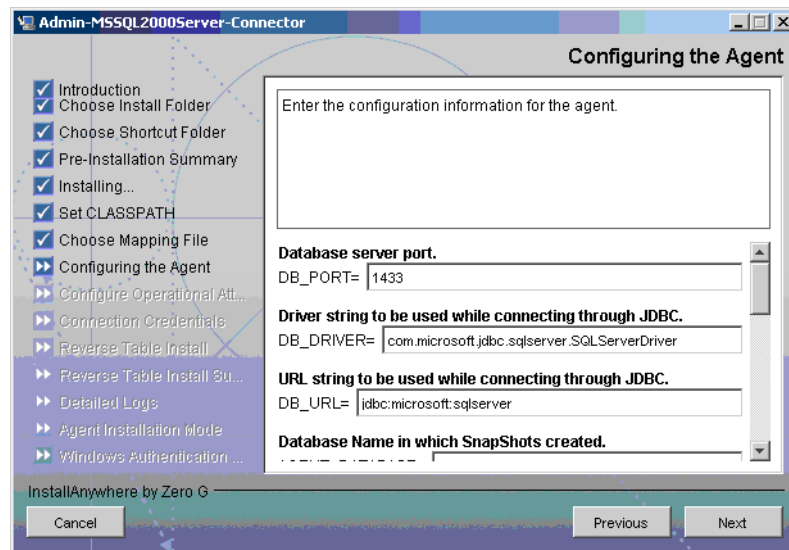 Admin-MSSQL2000Server-Connector
Configuring the Agent
Introduction
Choose Install Folder
Choose Shortcut Folder
Pre-Installation Summary
Installing...
Set CLASSPATH
Choose Mapping File
Configuring the Agent
Configure Operational Att...
Connection Credentials
Reverse Table Install
Reverse Table Install Su...
Detailed Logs
Agent Installation Mode
Windows Authentication ...
Enter the configuration information for the agent.
Database server port.
DB_PORT= 1433
Driver string to be used while connecting through JDBC.
DB_DRIVER= com.microsoft.jdbc.sqlserver.SQLServerDriver
URL string to be used while connecting through JDBC.
DB_URL= jdbc:microsoft:sqlserver
Database Name in which SnapShots created.
InstallAnywhere by Zero G
Cancel
Previous
Next